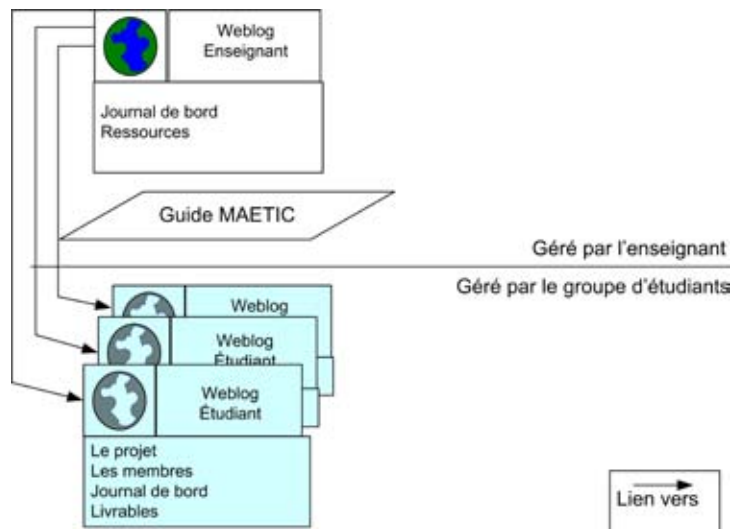 Weblog
Enseignant
Journal de bord
Ressources
Guide MAETIC
Géré par l'enseignant
Géré par le groupe d'étudiants
Weblog
Weblog
Étudiant
Weblog
Étudiant
Le projet
Les membres
Journal de bord
Livrables
Lien vers